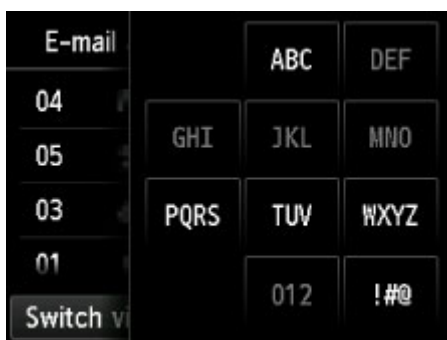 E-mail
04
05
03
01
Switch
ABC DEF
GHI JKL MNO
PQRS TUV WXYZ
012 !#@